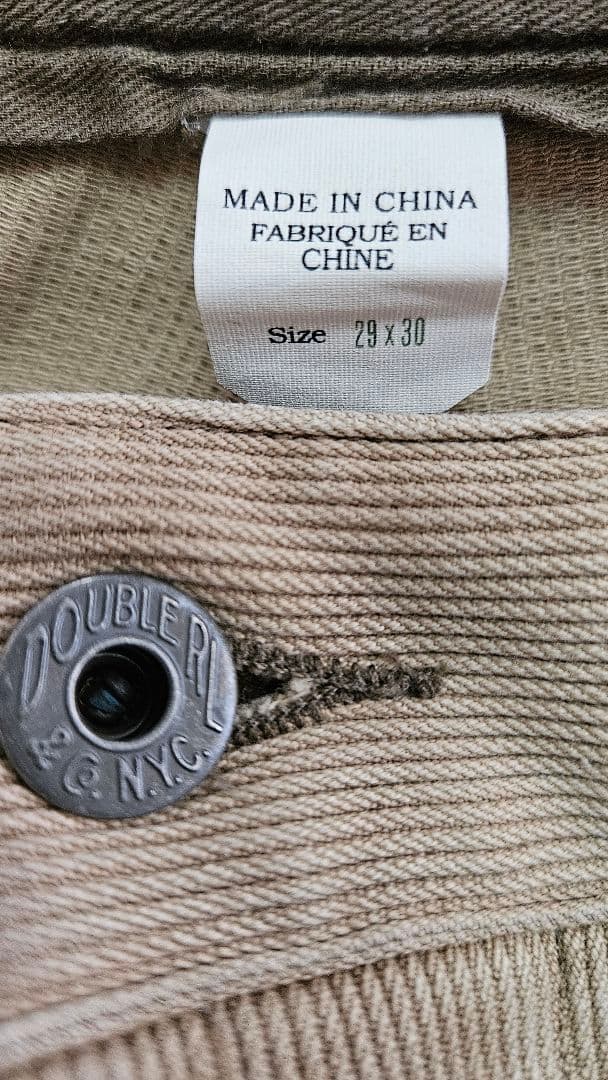 MADE IN CHINA
FABRIQUÉ EN
CHINE
Size 29 x 30
DOUBLE RL
& Co. N.Y.C.